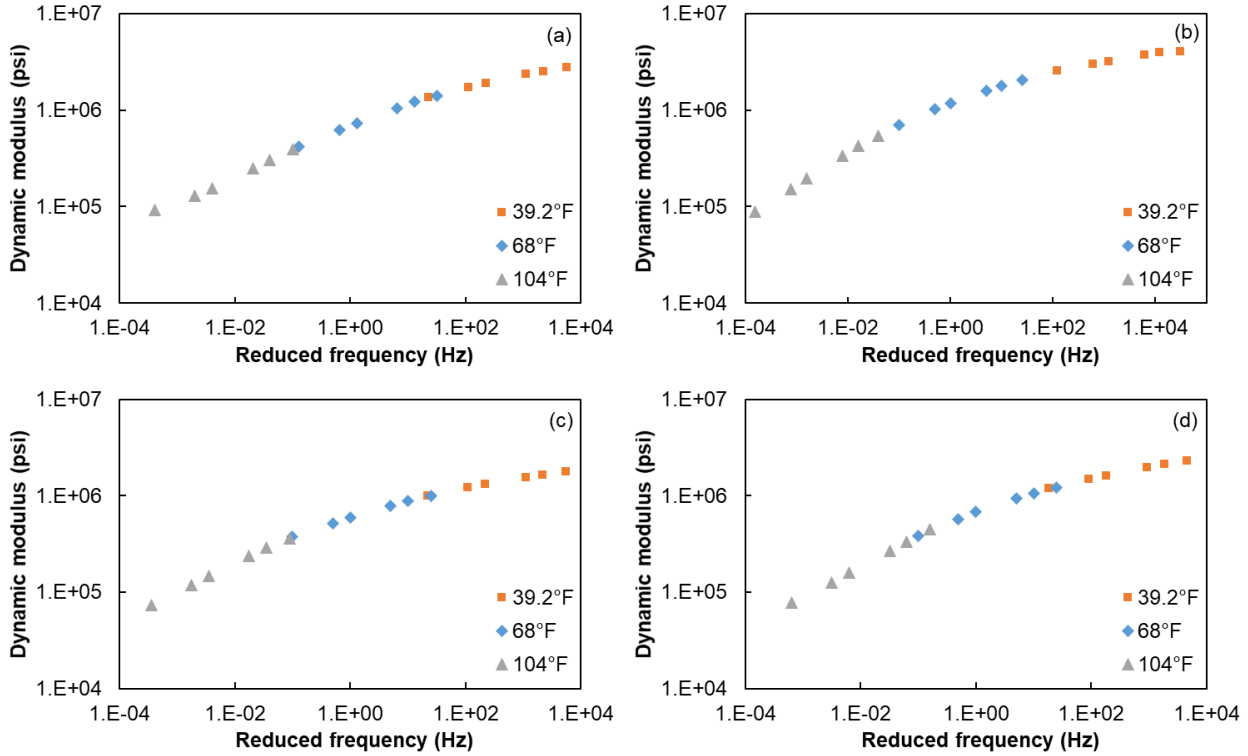 1.E+07
(a)
1.E+06
1.E+05
1.E+04
Dynamic modulus (psi)
39.2°F
68°F
104°F
1.E-04 1.E-02 1.E+00 1.E+02 1.E+04
Reduced frequency (Hz)
1.E+07
(b)
1.E+06
1.E+05
1.E+04
Dynamic modulus (psi)
39.2°F
68°F
104°F
1.E-04 1.E-02 1.E+00 1.E+02 1.E+04
Reduced frequency (Hz)
1.E+07
(c)
1.E+06
1.E+05
1.E+04
Dynamic modulus (psi)
39.2°F
68°F
104°F
1.E-04 1.E-02 1.E+00 1.E+02 1.E+04
Reduced frequency (Hz)
1.E+07
(d)
1.E+06
1.E+05
1.E+04
Dynamic modulus (psi)
39.2°F
68°F
104°F
1.E-04 1.E-02 1.E+00 1.E+02 1.E+04
Reduced frequency (Hz)